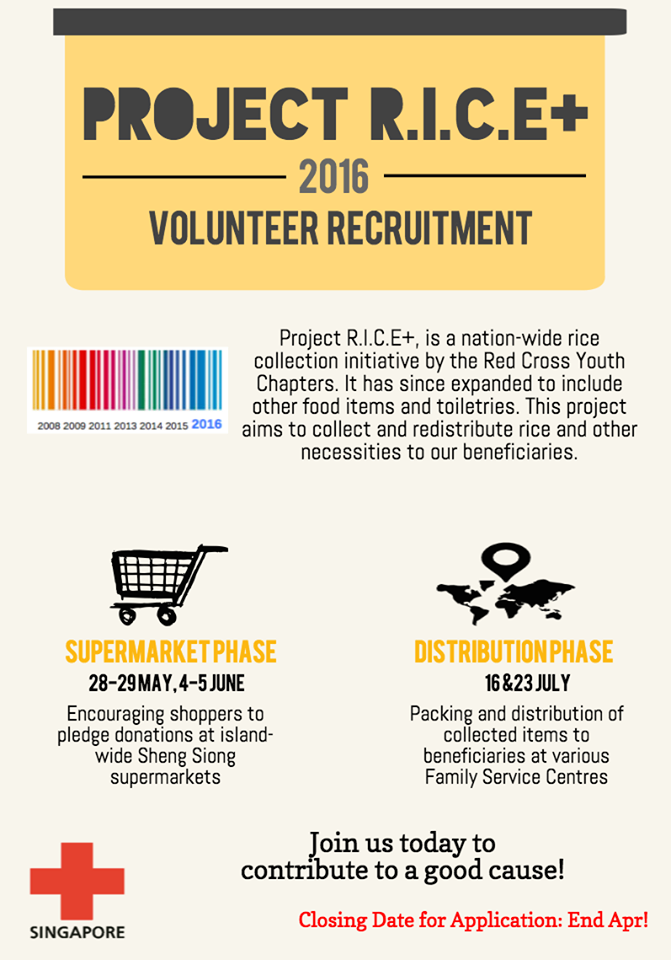 PROJECT R.I.C.E+
2016
VOLUNTEER RECRUITMENT
Project R.I.C.E+, is a nation-wide rice
collection initiative by the Red Cross Youth
Chapters. It has since expanded to include
other food items and toiletries. This project
aims to collect and redistribute rice and other
necessities to our beneficiaries.
2008 2009 2011 2013 2014 2015 2016
SUPERMARKET PHASE
28-29 MAY, 4-5 JUNE
Encouraging shoppers to
pledge donations at island-
wide Sheng Siong
supermarkets
DISTRIBUTION PHASE
16 & 23 JULY
Packing and distribution of
collected items to
beneficiaries at various
Family Service Centres
Join us today to
contribute to a good cause!
Closing Date for Application: End Apr!
SINGAPORE